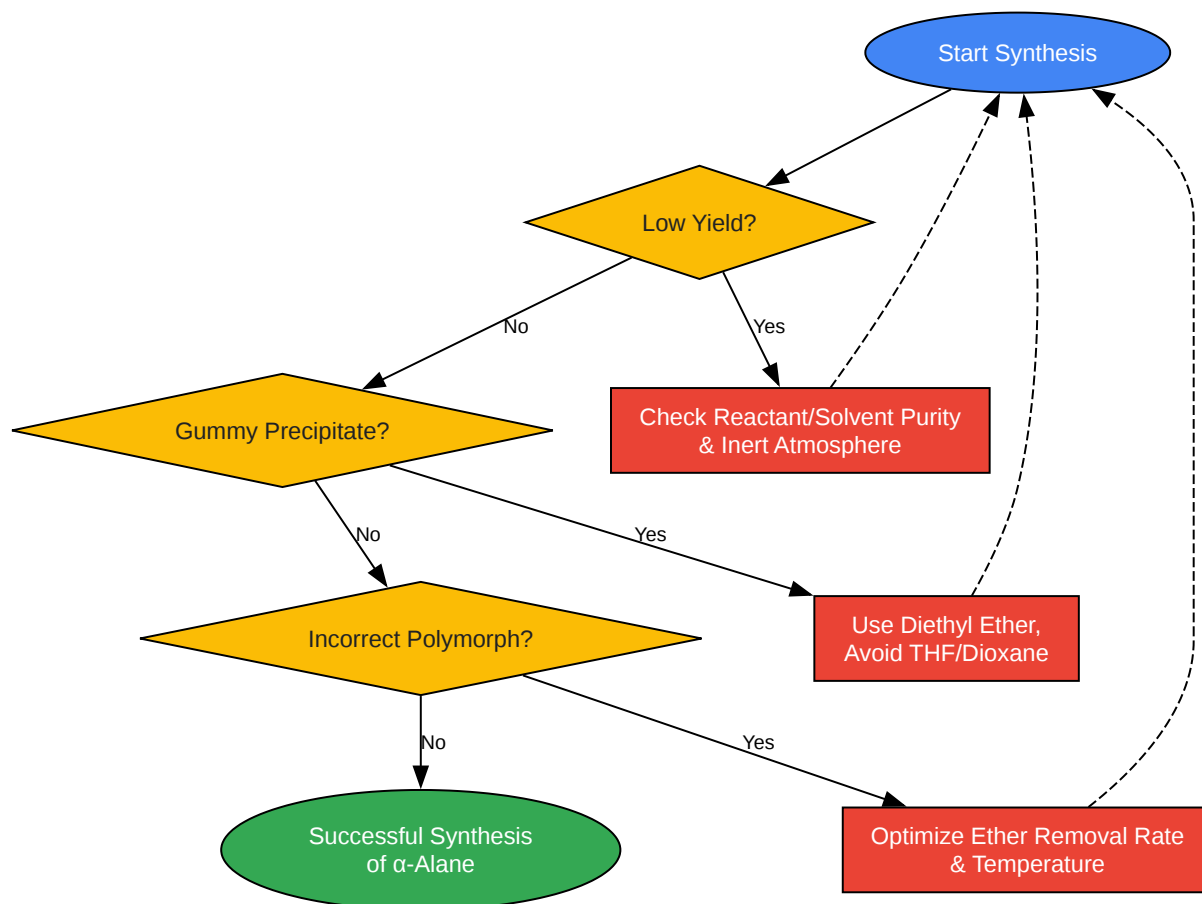 Start Synthesis
Low Yield?
No
Yes
Check Reactant/Solvent Purity
& Inert Atmosphere
Gummy Precipitate?
No
Yes
Use Diethyl Ether,
Avoid THF/Dioxane
Incorrect Polymorph?
No
Yes
Successful Synthesis
of α-Alane
Optimize Ether Removal Rate
& Temperature